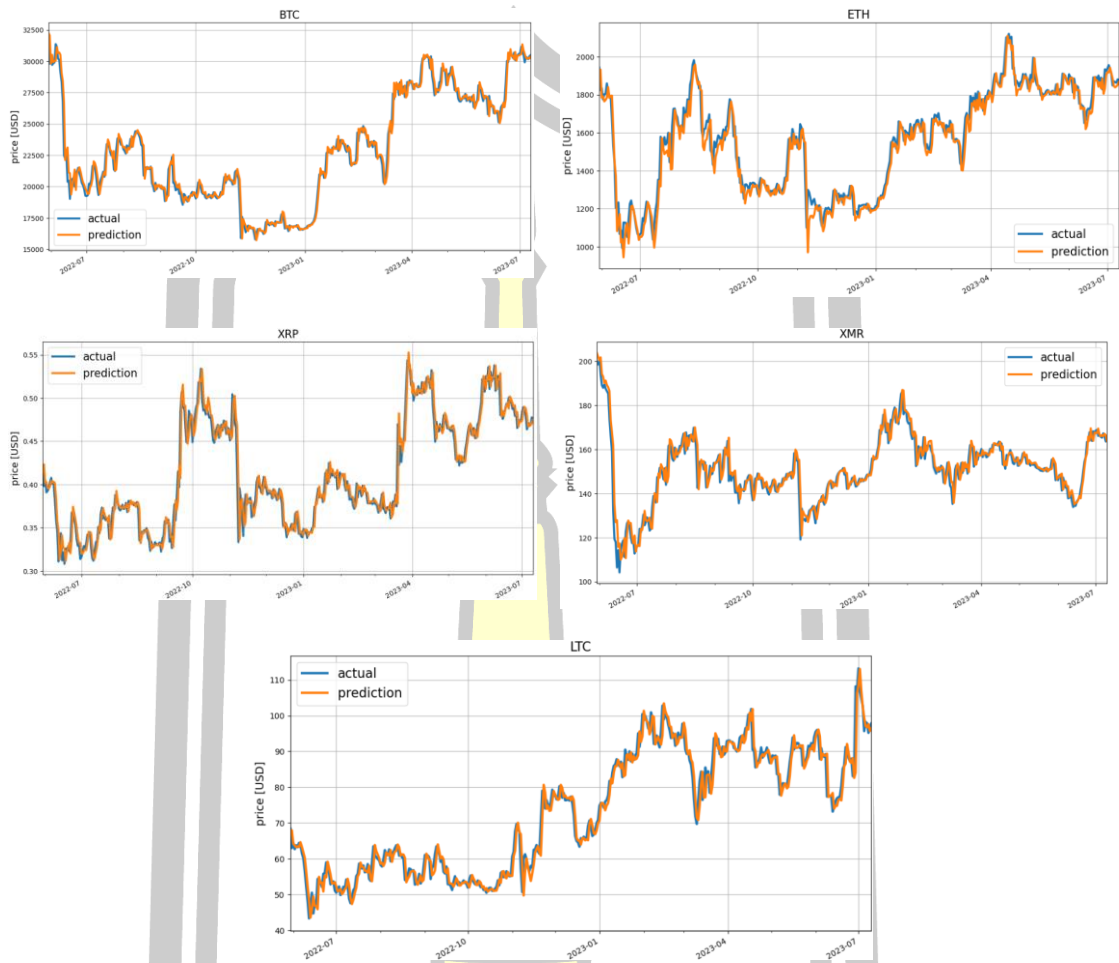 BTC
price [USD]
32500
30000
27500
25000
22500
20000
17500
15000
actual
prediction
2022-07
2022-10
2023-01
2023-04
2023-07
ETH
price [USD]
2000
1800
1600
1400
1200
1000
actual
prediction
2022-07
2022-10
2023-01
2023-04
2023-07
XRP
price [USD]
0.55
0.50
0.45
0.40
0.35
0.30
actual
prediction
2022-07
2022-10
2023-01
2023-04
2023-07
XMR
price [USD]
200
180
160
140
120
100
actual
prediction
2022-07
2022-10
2023-01
2023-04
2023-07
LTC
price [USD]
110
100
90
80
70
60
50
40
actual
prediction
2022-07
2022-10
2023-01
2023-04
2023-07